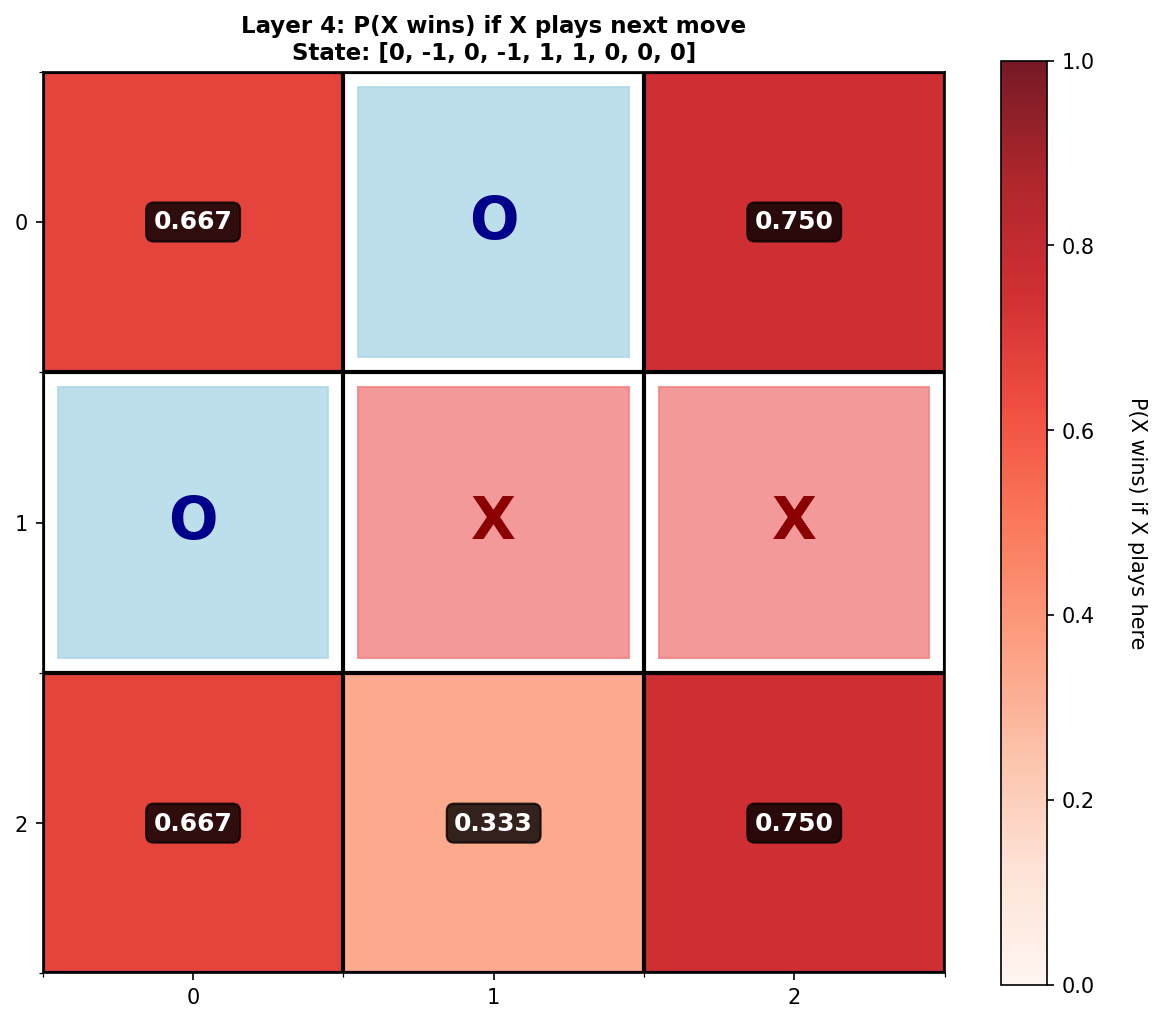 Layer 4: P(X wins) if X plays next move
State: [0, -1, 0, -1, 1, 1, 0, 0, 0]
1.0
0.8
0.6
0.4
0.2
0.0
P(X wins) if X plays here
0
0.667
O
0.750
1
O
X
X
2
0.667
0.333
0.750
0
1
2